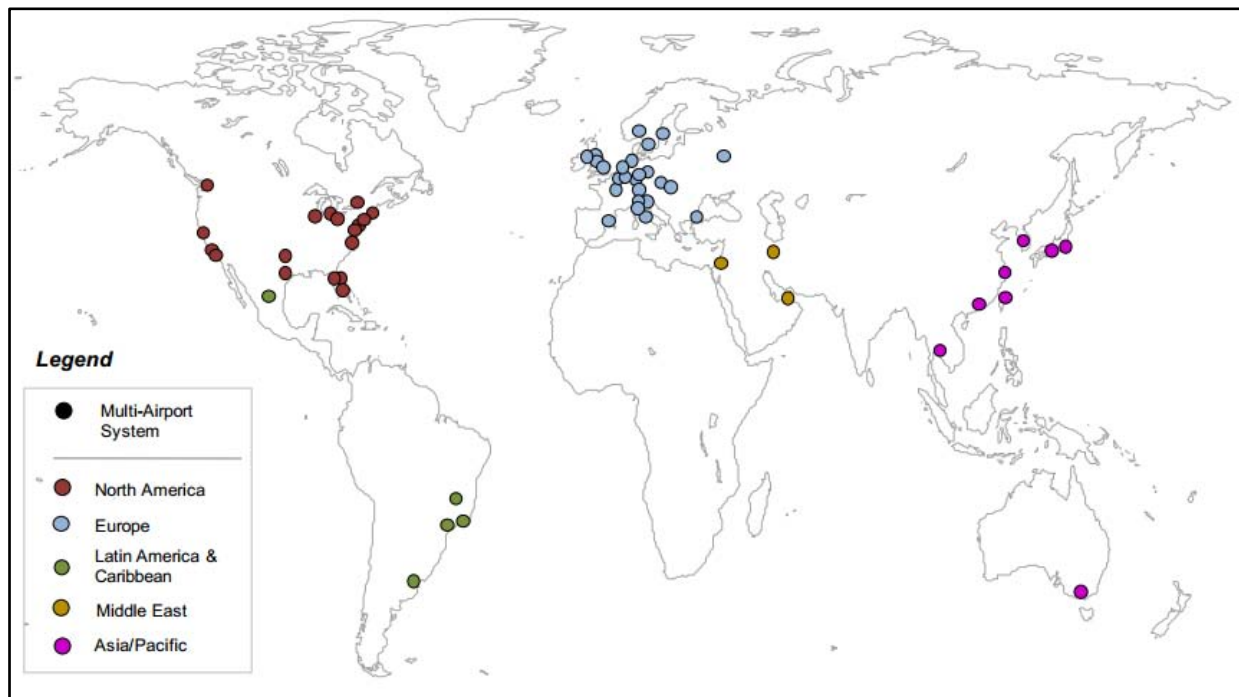 Legend
Multi-Airport
System
North America
Europe
Latin America &
Caribbean
Middle East
Asia/Pacific